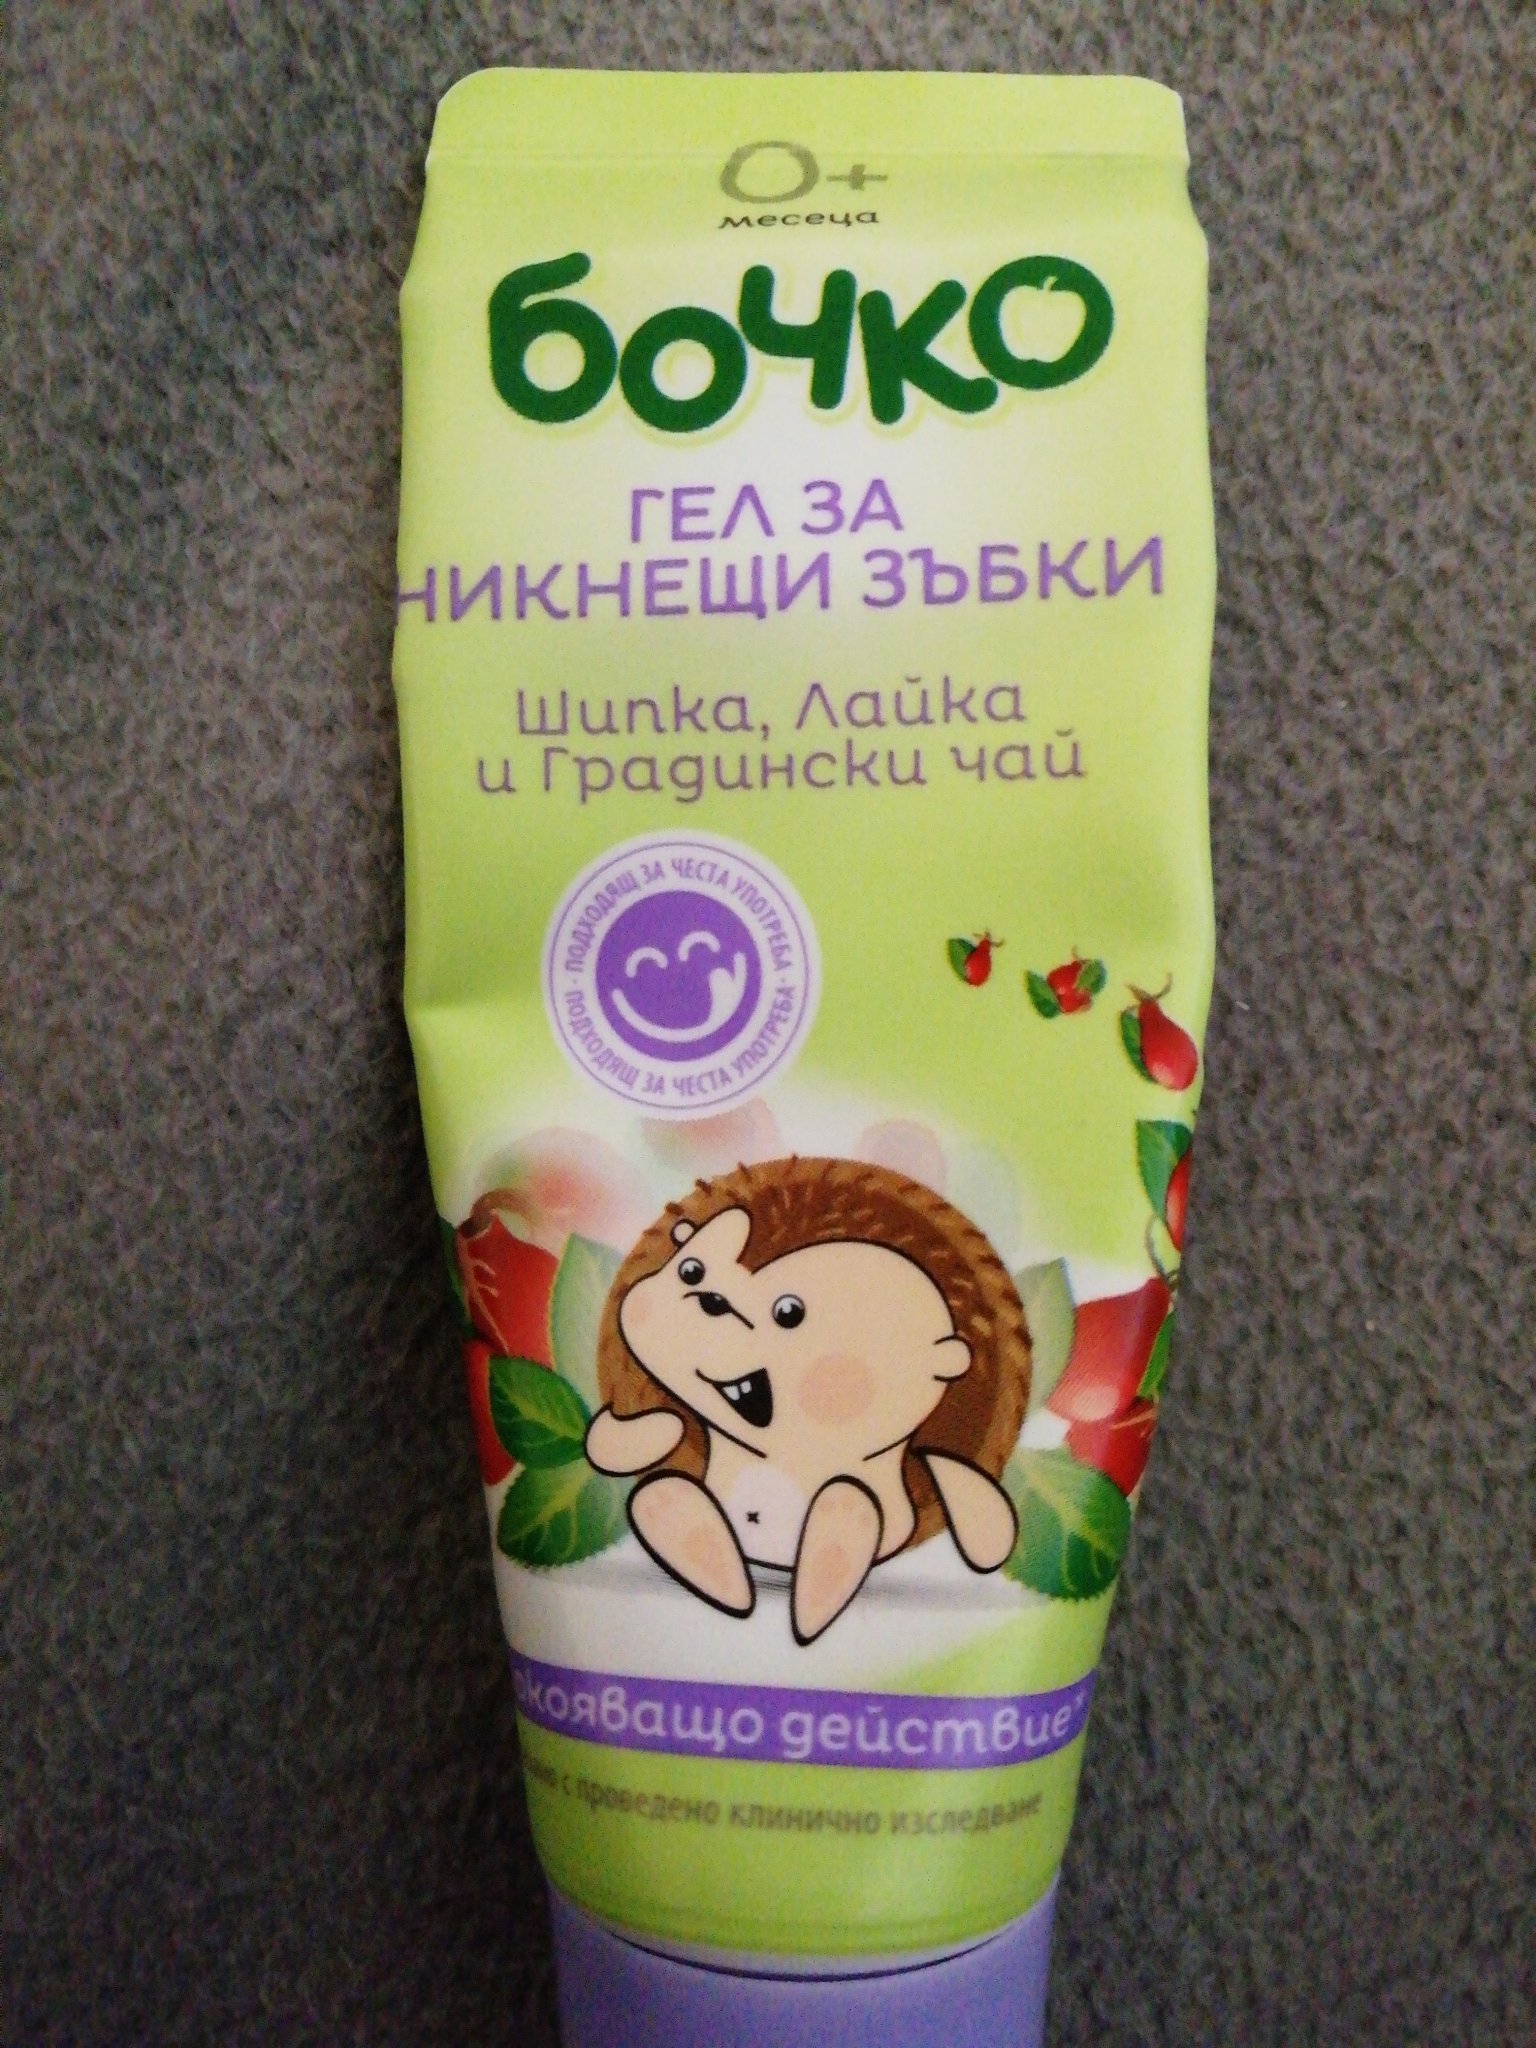 0+
месеца
бочко
ГЕЛ ЗА
НИКНЕЩИ ЗЪБКИ
Шипка, Лайка
и Градински чай
ПОДХОДЯЩ ЗА ЧЕСТА УПОТРЕБА · ПОДХОДЯЩ ЗА ЧЕСТА УПОТРЕБА ·
действие*
с проведено клинично изследване